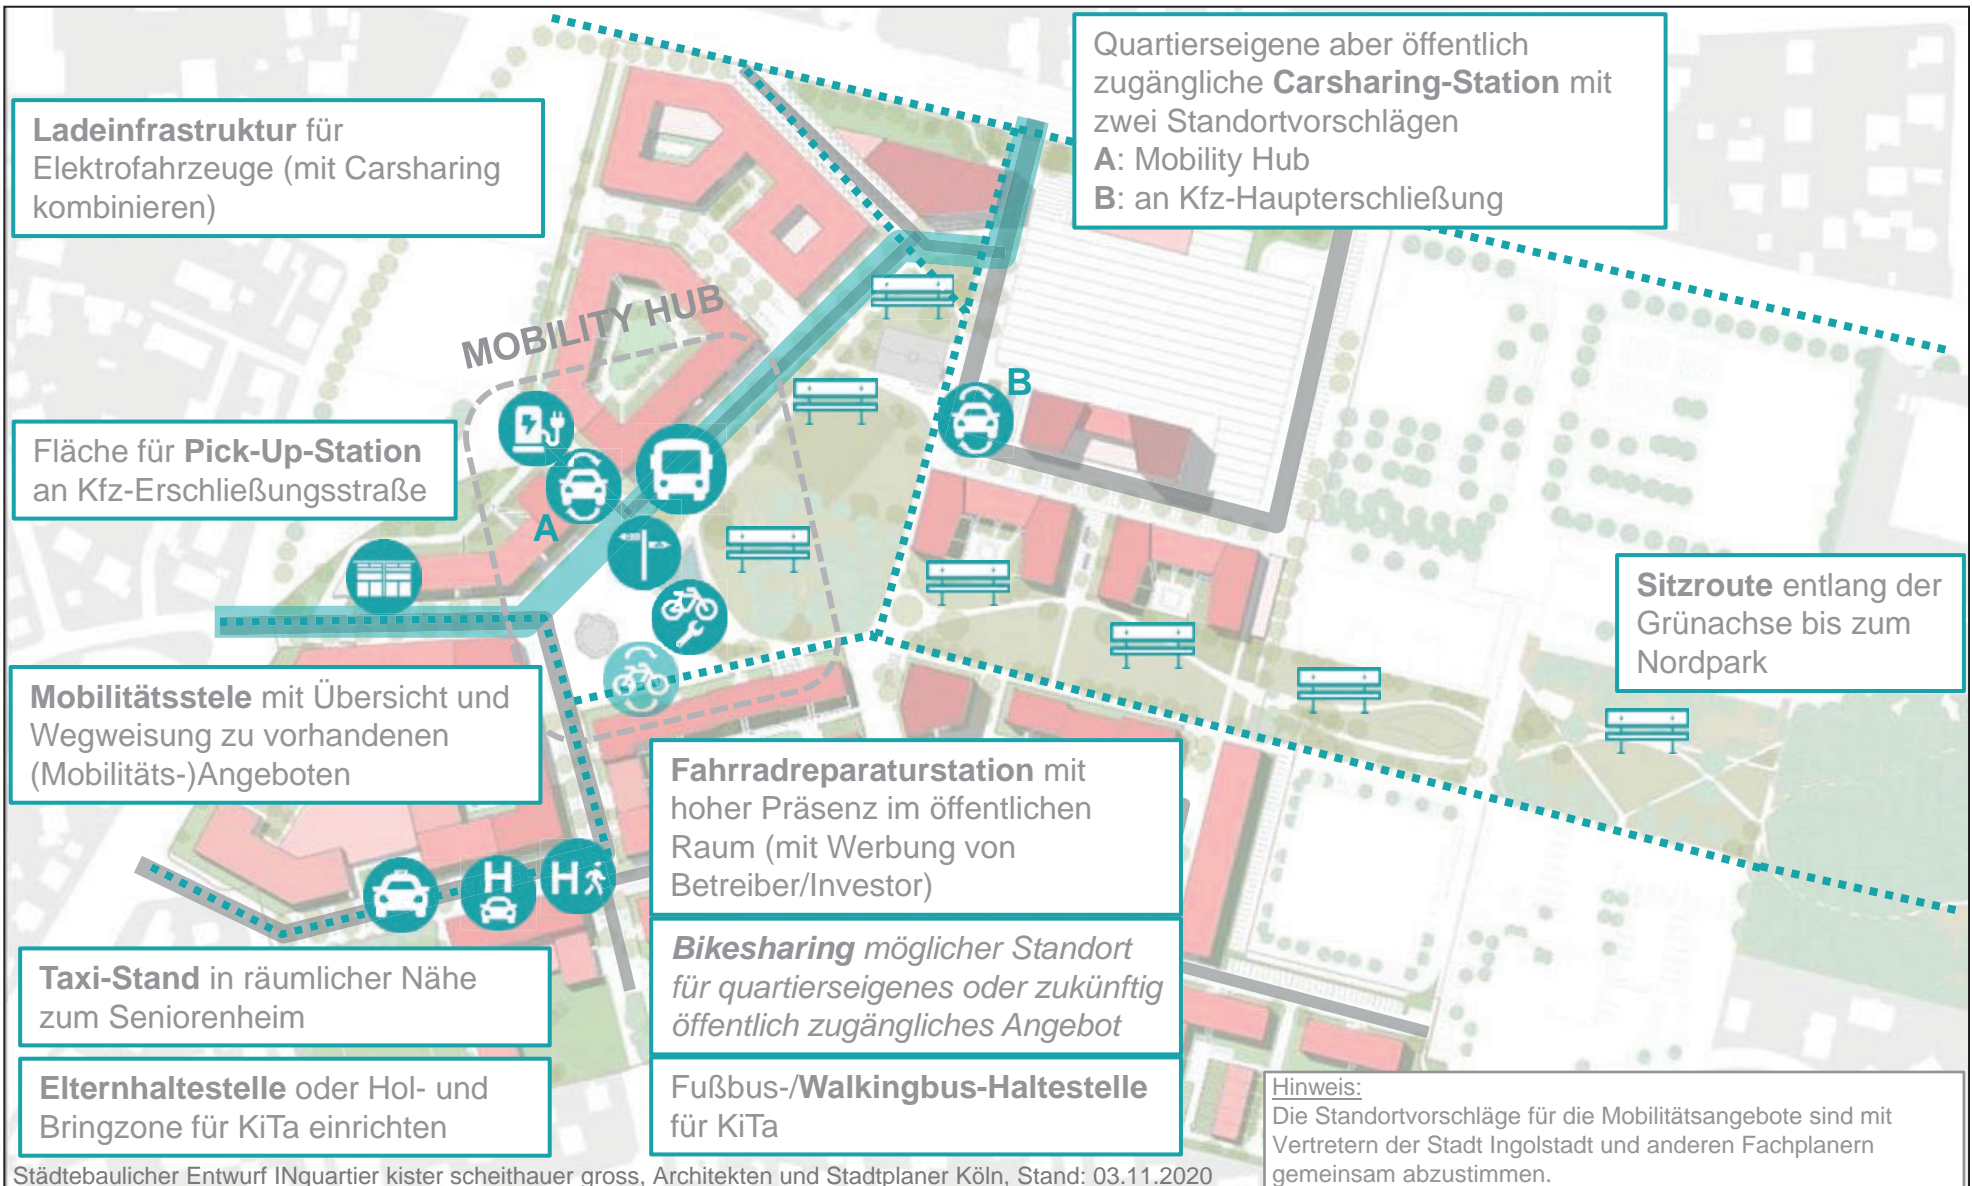 Quartierseigene aber öffentlich
zugängliche Carsharing-Station mit
zwei Standortvorschlägen
A: Mobility Hub
B: an Kfz-Haupterschließung
Ladeinfrastruktur für
Elektrofahrzeuge (mit Carsharing
kombinieren)
MOBILITY HUB
B
Fläche für Pick-Up-Station
an Kfz-Erschließungsstraße
A
Sitzroute entlang der
Grünachse bis zum
Nordpark
Mobilitätsstele mit Übersicht und
Wegweisung zu vorhandenen
(Mobilitäts-)Angeboten
Fahrradreparaturstation mit
hoher Präsenz im öffentlichen
Raum (mit Werbung von
Betreiber/Investor)
H
H
Bikesharing möglicher Standort
für quartierseigenes oder zukünftig
öffentlich zugängliches Angebot
Taxi-Stand in räumlicher Nähe
zum Seniorenheim
Elternhaltestelle oder Hol- und
Bringzone für KiTa einrichten
Fußbus-/Walkingbus-Haltestelle
für KiTa
Hinweis:
Die Standortvorschläge für die Mobilitätsangebote sind mit
Vertretern der Stadt Ingolstadt und anderen Fachplanern
gemeinsam abzustimmen.
Städtebaulicher Entwurf INquartier kister scheithauer gross, Architekten und Stadtplaner Köln, Stand: 03.11.2020